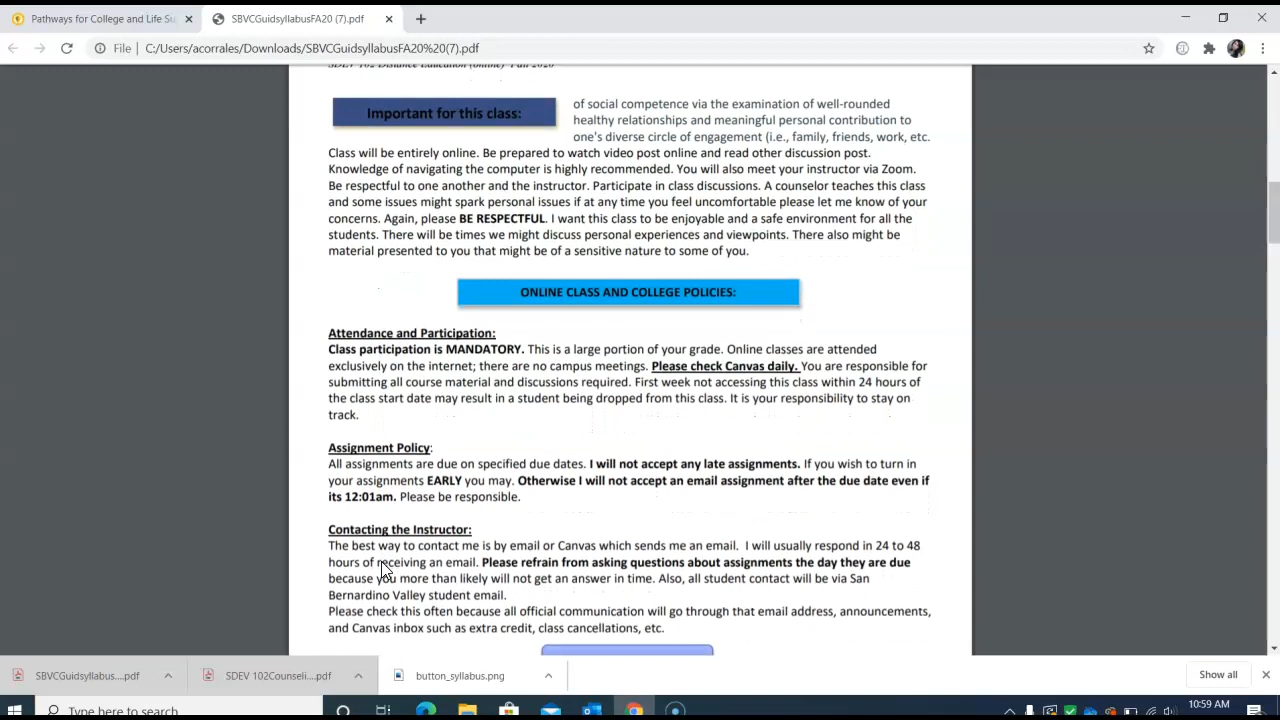 Pathways for College and Life Su
SBVCGuidsyllabusFA20 (7).pdf
File | C:/Users/acorrales/Downloads/SBVCGuidsyllabusFA20%20(7).pdf
SDEV 102 Distance Education (online) Fall 2020
Important for this class:
of social competence via the examination of well-rounded
healthy relationships and meaningful personal contribution to
one's diverse circle of engagement (i.e., family, friends, work, etc.
Class will be entirely online. Be prepared to watch video post online and read other discussion post.
Knowledge of navigating the computer is highly recommended. You will also meet your instructor via Zoom.
Be respectful to one another and the instructor. Participate in class discussions. A counselor teaches this class
and some issues might spark personal issues if at any time you feel uncomfortable please let me know of your
concerns. Again, please BE RESPECTFUL. I want this class to be enjoyable and a safe environment for all the
students. There will be times we might discuss personal experiences and viewpoints. There also might be
material presented to you that might be of a sensitive nature to some of you.
ONLINE CLASS AND COLLEGE POLICIES:
Attendance and Participation:
Class participation is MANDATORY. This is a large portion of your grade. Online classes are attended
exclusively on the internet; there are no campus meetings. Please check Canvas daily. You are responsible for
submitting all course material and discussions required. First week not accessing this class within 24 hours of
the class start date may result in a student being dropped from this class. It is your responsibility to stay on
track.
Assignment Policy:
All assignments are due on specified due dates. I will not accept any late assignments. If you wish to turn in
your assignments EARLY you may. Otherwise I will not accept an email assignment after the due date even if
its 12:01am. Please be responsible.
Contacting the Instructor:
The best way to contact me is by email or Canvas which sends me an email. I will usually respond in 24 to 48
hours of receiving an email. Please refrain from asking questions about assignments the day they are due
because you more than likely will not get an answer in time. Also, all student contact will be via San
Bernardino Valley student email.
Please check this often because all official communication will go through that email address, announcements,
and Canvas inbox such as extra credit, class cancellations, etc.
SBVCGuidsyllabus....pdf
SDEV 102Counseli....pdf
button_syllabus.png
Show all
Type here to search
10:59 AM